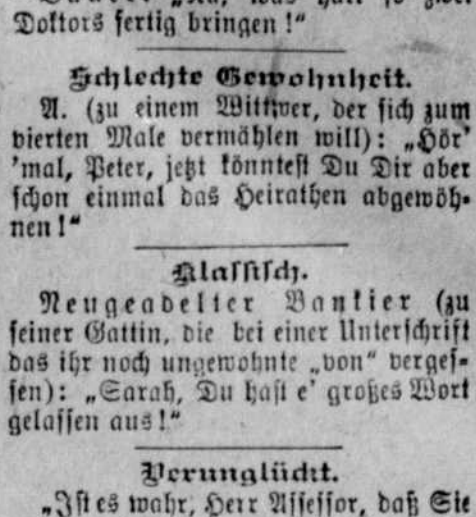 Doktors fertig bringen!“
Schlechte Gewohnheit.
A. (zu einem Wittwer, der sich zum
vierten Male vermählen will): „Hör’
’mal, Peter, jetzt könntest Du Dir aber
schon einmal das Heirathen abgewöh-
nen!“
Klassisch.
Neugeadelter Bankier (zu
seiner Gattin, die bei einer Unterschrift
das ihr noch ungewohnte „von“ verges-
sen): „Sarah, Du hast e’ großes Wort
gelassen aus!“
Verunglückt.
„Ist es wahr, Herr Assessor, daß Sie